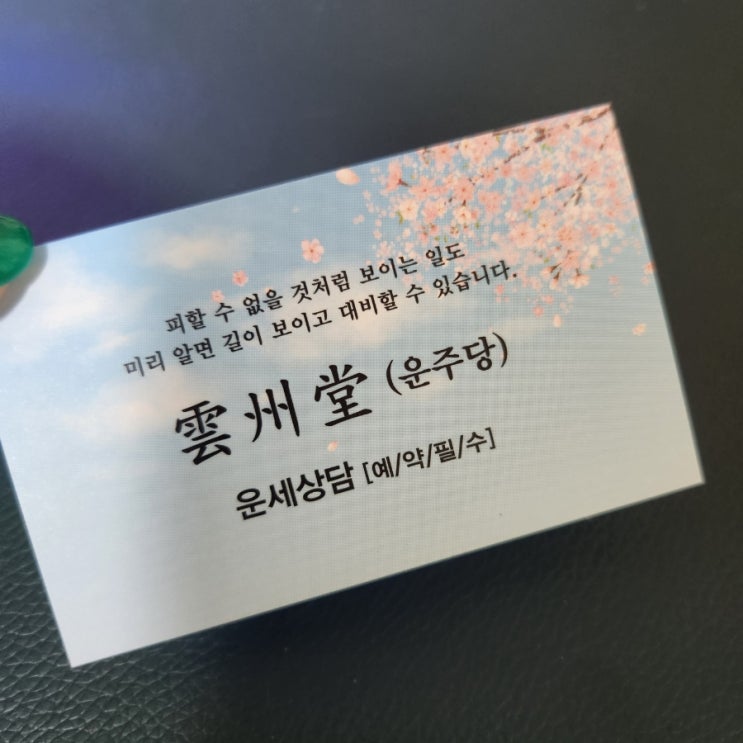 피할 수 없을 것처럼 보이는 일도
미리 알면 길이 보이고 대비할 수 있습니다.
雲州堂 (운주당)
운세상담 [예/약/필/수]